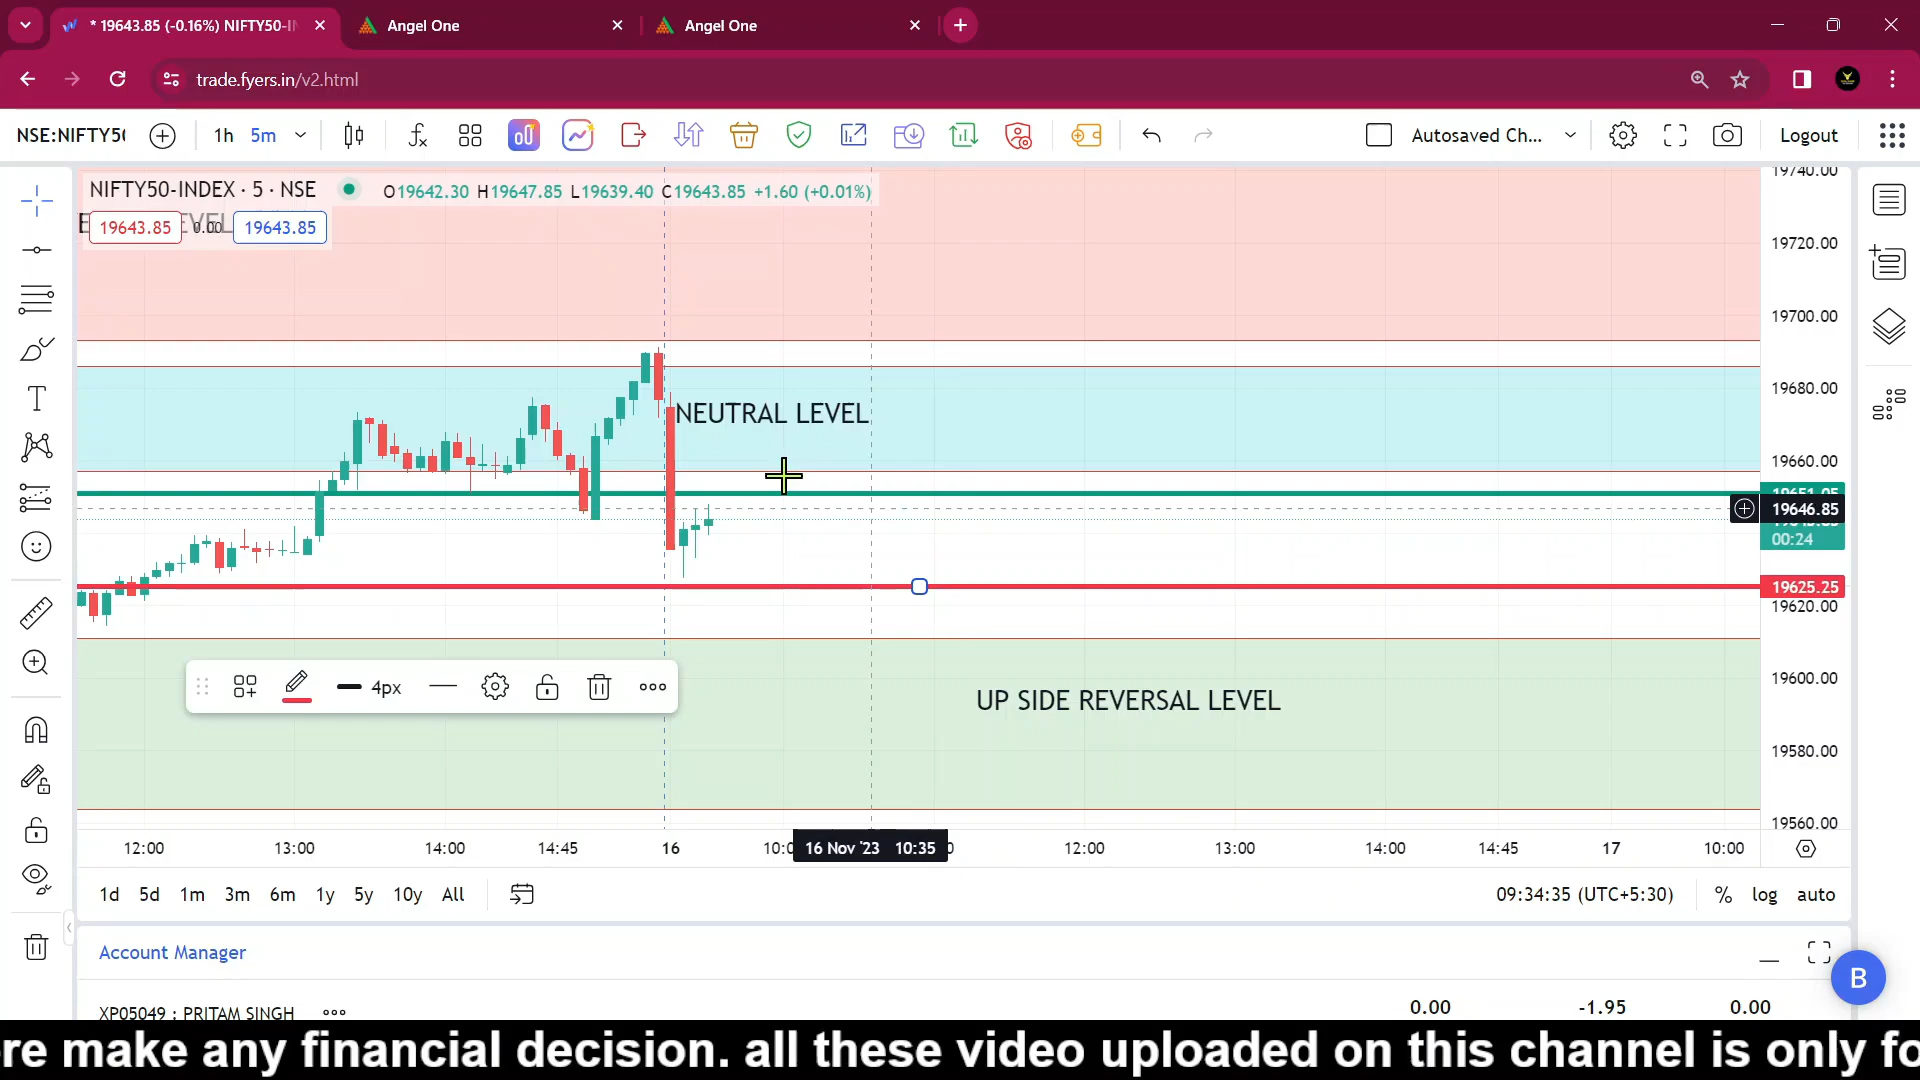 * 19643.85 (-0.16%) NIFTY50-IN
Angel One
Angel One
trade.fyers.in/v2.html
NSE:NIFTY50
1h 5m
Autosaved Ch...
Logout
NIFTY50-INDEX · 5 · NSE
O19642.30 H19647.85 L19639.40 C19643.85 +1.60 (+0.01%)
19643.85 0.00 19643.85
19740.00
19720.00
19700.00
19680.00
19660.00
19651.05
19646.85
00:24
19625.25
19620.00
19600.00
19580.00
19560.00
NEUTRAL LEVEL
4px
UP SIDE REVERSAL LEVEL
12:00 13:00 14:00 14:45 16 16 Nov '23 10:35 12:00 13:00 14:00 14:45 17 10:00
1d 5d 1m 3m 6m 1y 5y 10y All
09:34:35 (UTC+5:30) % log auto
Account Manager
B
XP05049 : PRITAM SINGH
0.00 -1.95 0.00
re make any financial decision. all these video uploaded on this channel is only fo